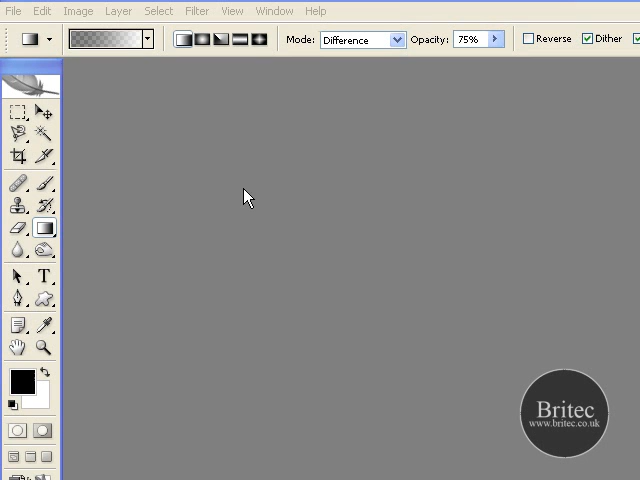 File Edit Image Layer Select Filter View Window Help
Mode: Difference Opacity: 75% Reverse Dither
T
Britec
www.britec.co.uk